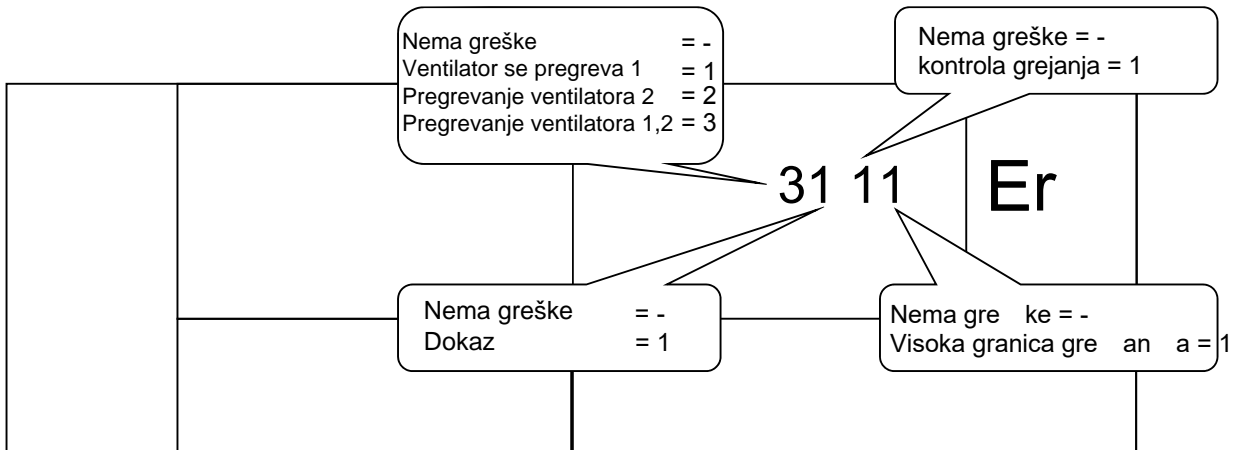 Nema greške = -
Ventilator se pregreva 1 = 1
Pregrevanje ventilatora 2 = 2
Pregrevanje ventilatora 1,2 = 3
Nema greške = -
kontrola grejanja = 1
31 11
Er
Nema greške = -
Dokaz = 1
Nema gre ke = -
Visoka granica gre an a = 1